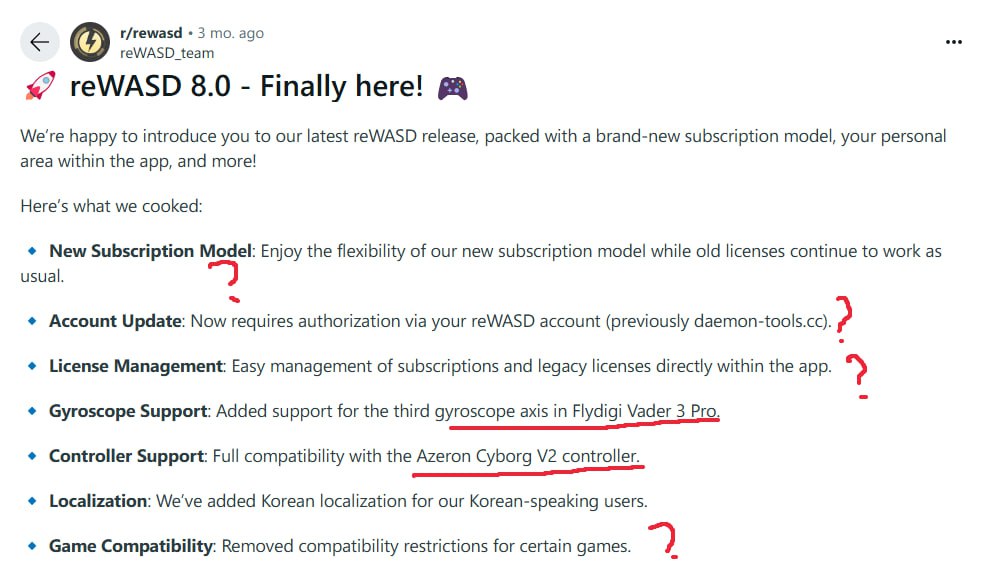 r/rewasd • 3 mo. ago
reWASD_team
🚀 reWASD 8.0 - Finally here! 🎮
We’re happy to introduce you to our latest reWASD release, packed with a brand-new subscription model, your personal
area within the app, and more!
Here’s what we cooked:
🔹 New Subscription Model: Enjoy the flexibility of our new subscription model while old licenses continue to work as
usual.
?
🔹 Account Update: Now requires authorization via your reWASD account (previously daemon-tools.cc). ?
🔹 License Management: Easy management of subscriptions and legacy licenses directly within the app. ?
🔹 Gyroscope Support: Added support for the third gyroscope axis in Flydigi Vader 3 Pro.
🔹 Controller Support: Full compatibility with the Azeron Cyborg V2 controller.
🔹 Localization: We’ve added Korean localization for our Korean-speaking users.
🔹 Game Compatibility: Removed compatibility restrictions for certain games. ?